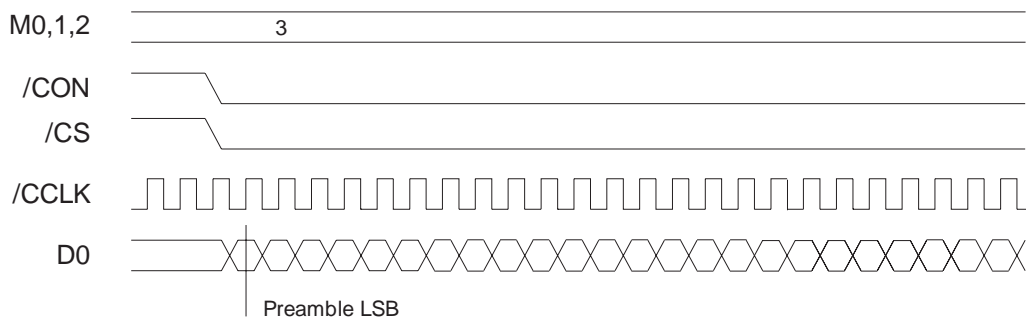 M0,1,2
3
/CON
/CS
/CCLK
D0
Preamble LSB